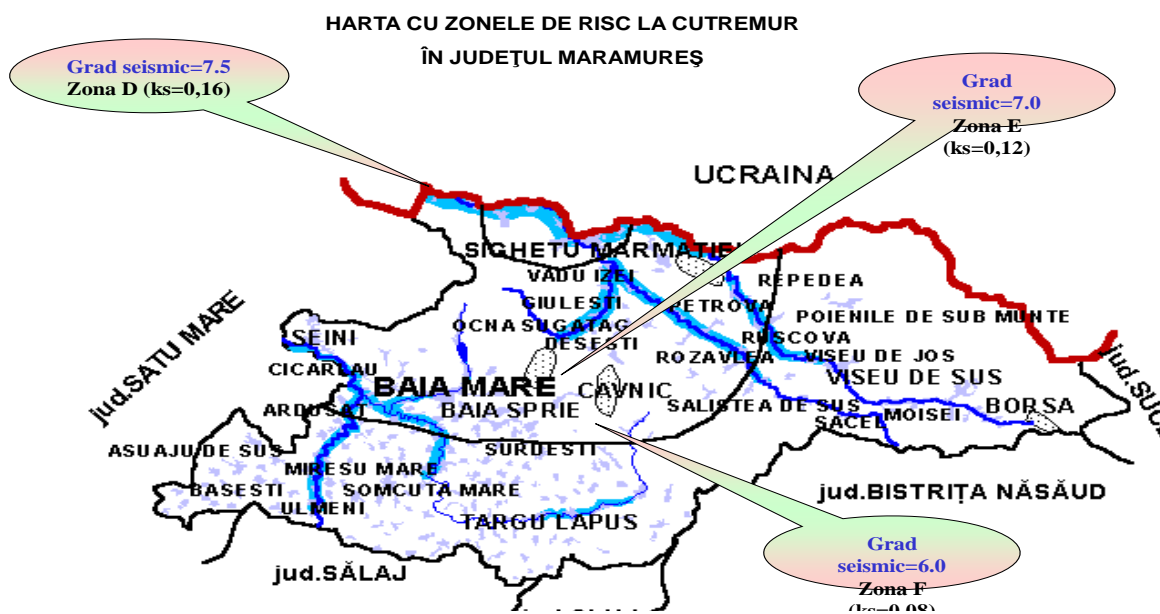 HARTA CU ZONELE DE RISC LA CUTREMUR
ÎN JUDEŢUL MARAMUREŞ
Grad seismic=7.5
Zona D (ks=0,16)
Grad
seismic=7.0
Zona E
(ks=0,12)
UCRAINA
SIGHETU MARMATIEI
VADU IZEI
REPEDEA
GIULESTI
PETROVA
POIENILE DE SUB MUNTE
OCNA SUGATAG
RUSCOVA
SEINI
DESESTI
ROZAVLEA
VISEU DE JOS
jud.SATU MARE
CICARLAU
BAIA MARE
CAVNIC
VISEU DE SUS
ARDUSAT
BAIA SPRIE
SALISTEA DE SUS
MOISEI
BORSA
SACEL
ASUAJU DE SUS
SURDESTI
MIRESU MARE
BASESTI
SOMCUTA MARE
ULMENI
TARGU LAPUS
jud.BISTRIȚA NĂSĂUD
jud.SĂLAJ
Grad
seismic=6.0
Zona F
(ks=0,08)